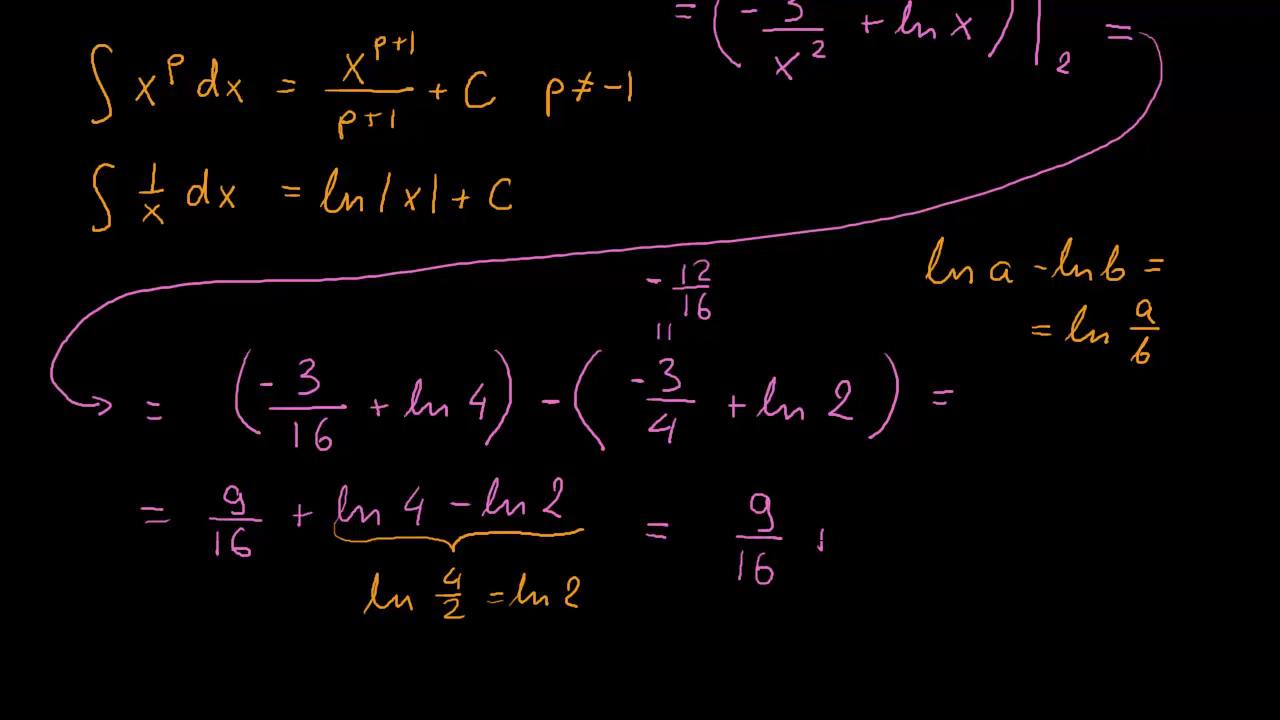 = (-3/x² + ln x)|₂ =
∫ x^p dx = x^(p+1)/(p+1) + C p ≠ -1
∫ 1/x dx = ln|x| + C
ln a - ln b =
= ln a/b
-12/16
=
= (-3/16 + ln 4) - (-3/4 + ln 2) =
= 9/16 + ln 4 - ln 2 = 9/16
ln 4/2 = ln 2